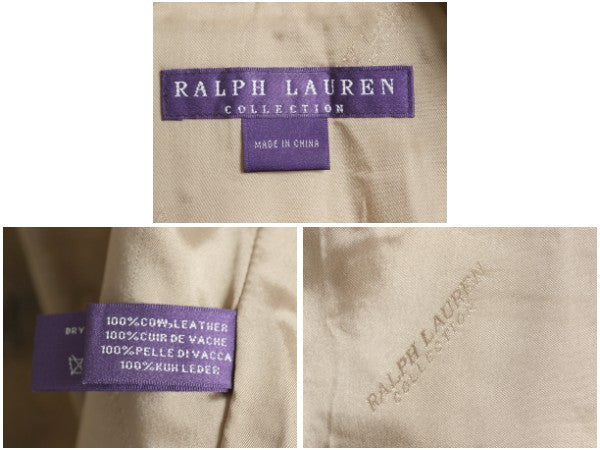 RALPH LAUREN
COLLECTION
MADE IN CHINA
DRY
100%COW LEATHER
100%CUIR DE VACHE
100%PELLE DI VACCA
100%KUH LEDER
RALPH LAUREN
COLLECTION